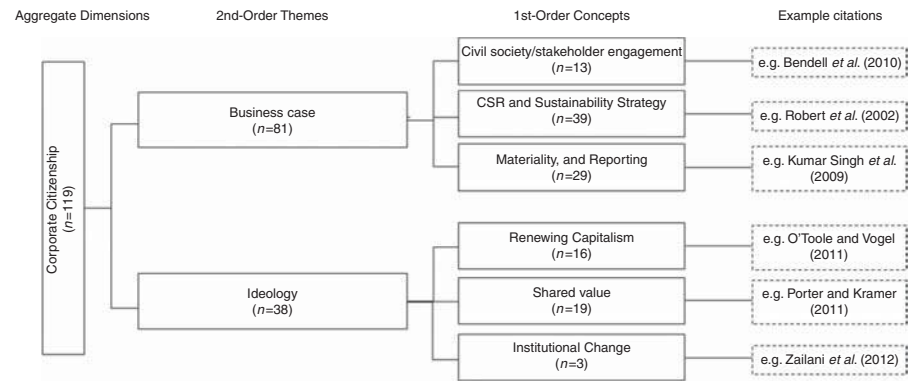 Aggregate Dimensions
2nd-Order Themes
1st-Order Concepts
Example citations
Corporate Citizenship
(n=119)
Business case
(n=81)
Civil society/stakeholder engagement
(n=13)
e.g. Bendell et al. (2010)
CSR and Sustainability Strategy
(n=39)
e.g. Robert et al. (2002)
Materiality, and Reporting
(n=29)
e.g. Kumar Singh et al.
(2009)
Ideology
(n=38)
Renewing Capitalism
(n=16)
e.g. O'Toole and Vogel
(2011)
Shared value
(n=19)
e.g. Porter and Kramer
(2011)
Institutional Change
(n=3)
e.g. Zailani et al. (2012)